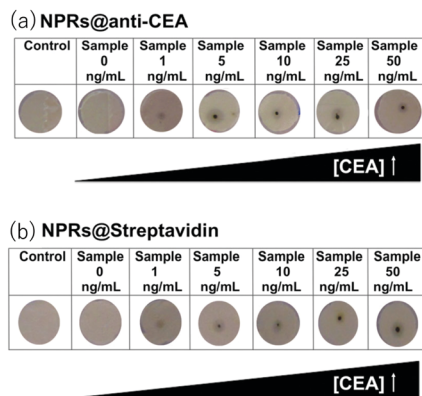 (a) NPRs@anti-CEA
Control Sample 0 ng/mL Sample 1 ng/mL Sample 5 ng/mL Sample 10 ng/mL Sample 25 ng/mL Sample 50 ng/mL
[CEA]↑
(b) NPRs@Streptavidin
Control Sample 0 ng/mL Sample 1 ng/mL Sample 5 ng/mL Sample 10 ng/mL Sample 25 ng/mL Sample 50 ng/mL
[CEA]↑